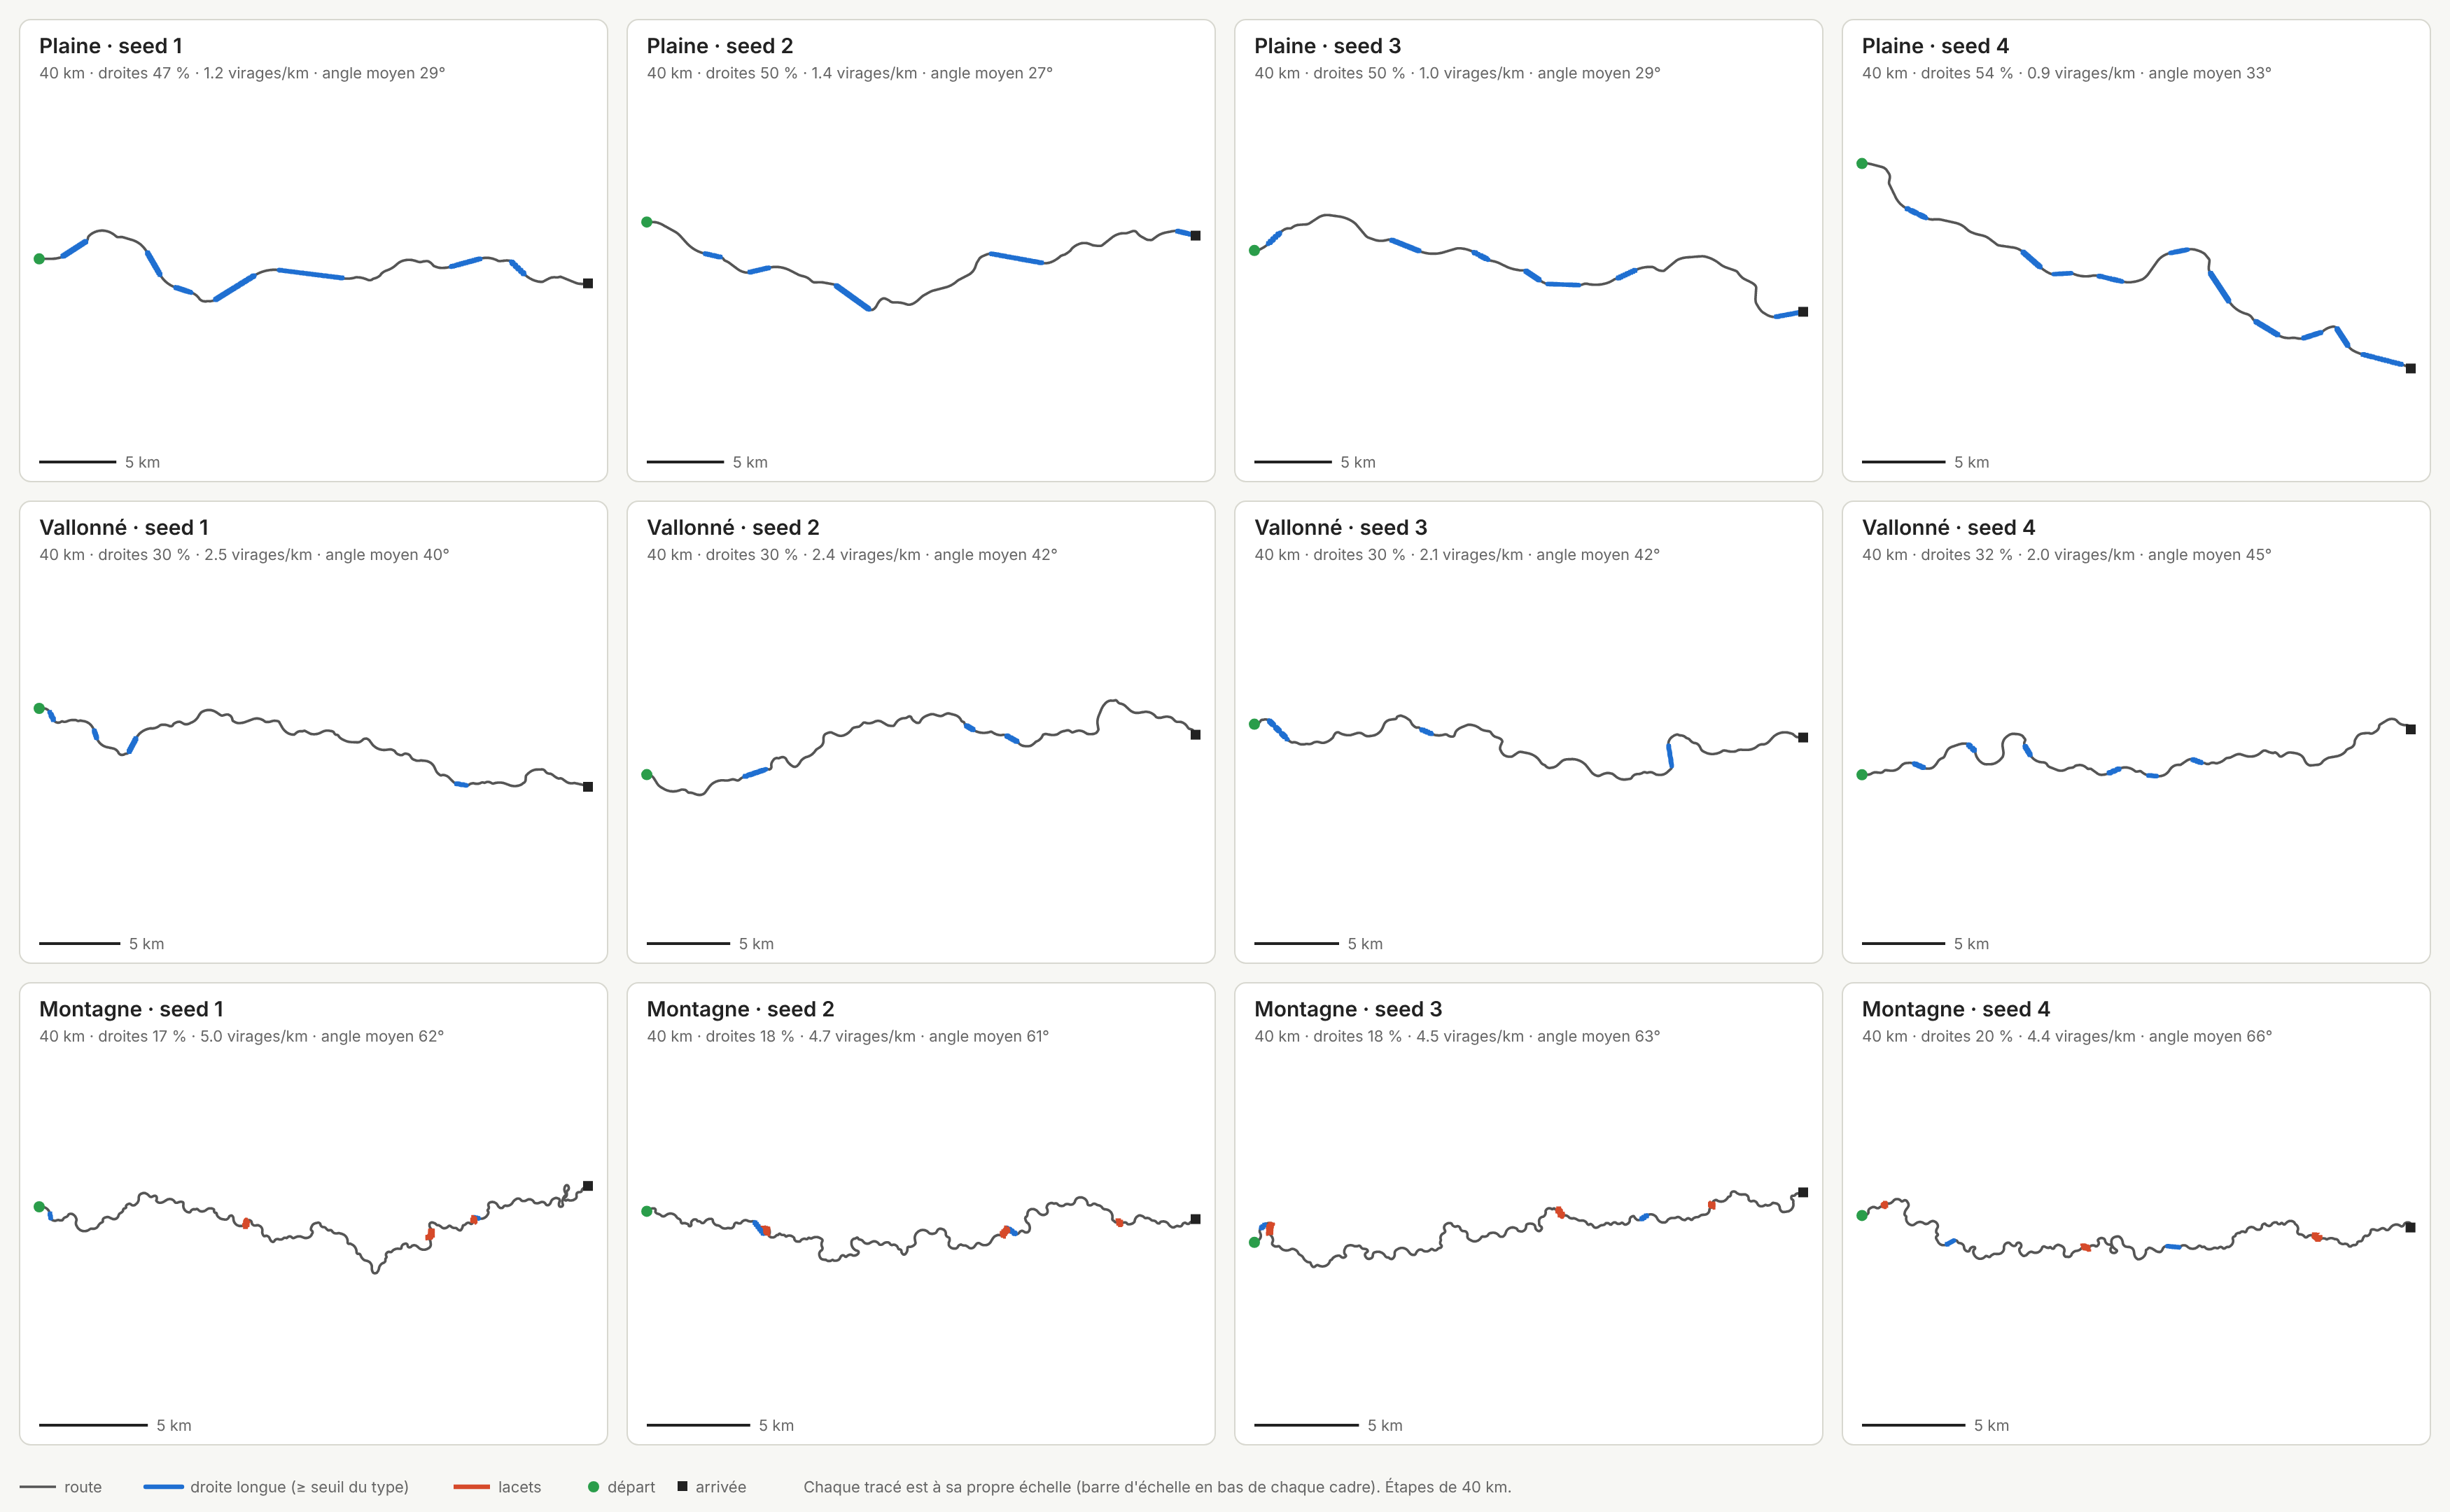 Plaine · seed 1
40 km · droites 47 % · 1.2 virages/km · angle moyen 29°
5 km
Plaine · seed 2
40 km · droites 50 % · 1.4 virages/km · angle moyen 27°
5 km
Plaine · seed 3
40 km · droites 50 % · 1.0 virages/km · angle moyen 29°
5 km
Plaine · seed 4
40 km · droites 54 % · 0.9 virages/km · angle moyen 33°
5 km
Vallonné · seed 1
40 km · droites 30 % · 2.5 virages/km · angle moyen 40°
5 km
Vallonné · seed 2
40 km · droites 30 % · 2.4 virages/km · angle moyen 42°
5 km
Vallonné · seed 3
40 km · droites 30 % · 2.1 virages/km · angle moyen 42°
5 km
Vallonné · seed 4
40 km · droites 32 % · 2.0 virages/km · angle moyen 45°
5 km
Montagne · seed 1
40 km · droites 17 % · 5.0 virages/km · angle moyen 62°
5 km
Montagne · seed 2
40 km · droites 18 % · 4.7 virages/km · angle moyen 61°
5 km
Montagne · seed 3
40 km · droites 18 % · 4.5 virages/km · angle moyen 63°
5 km
Montagne · seed 4
40 km · droites 20 % · 4.4 virages/km · angle moyen 66°
5 km
route
droite longue (≥ seuil du type)
lacets
départ
arrivée
Chaque tracé est à sa propre échelle (barre d'échelle en bas de chaque cadre). Étapes de 40 km.